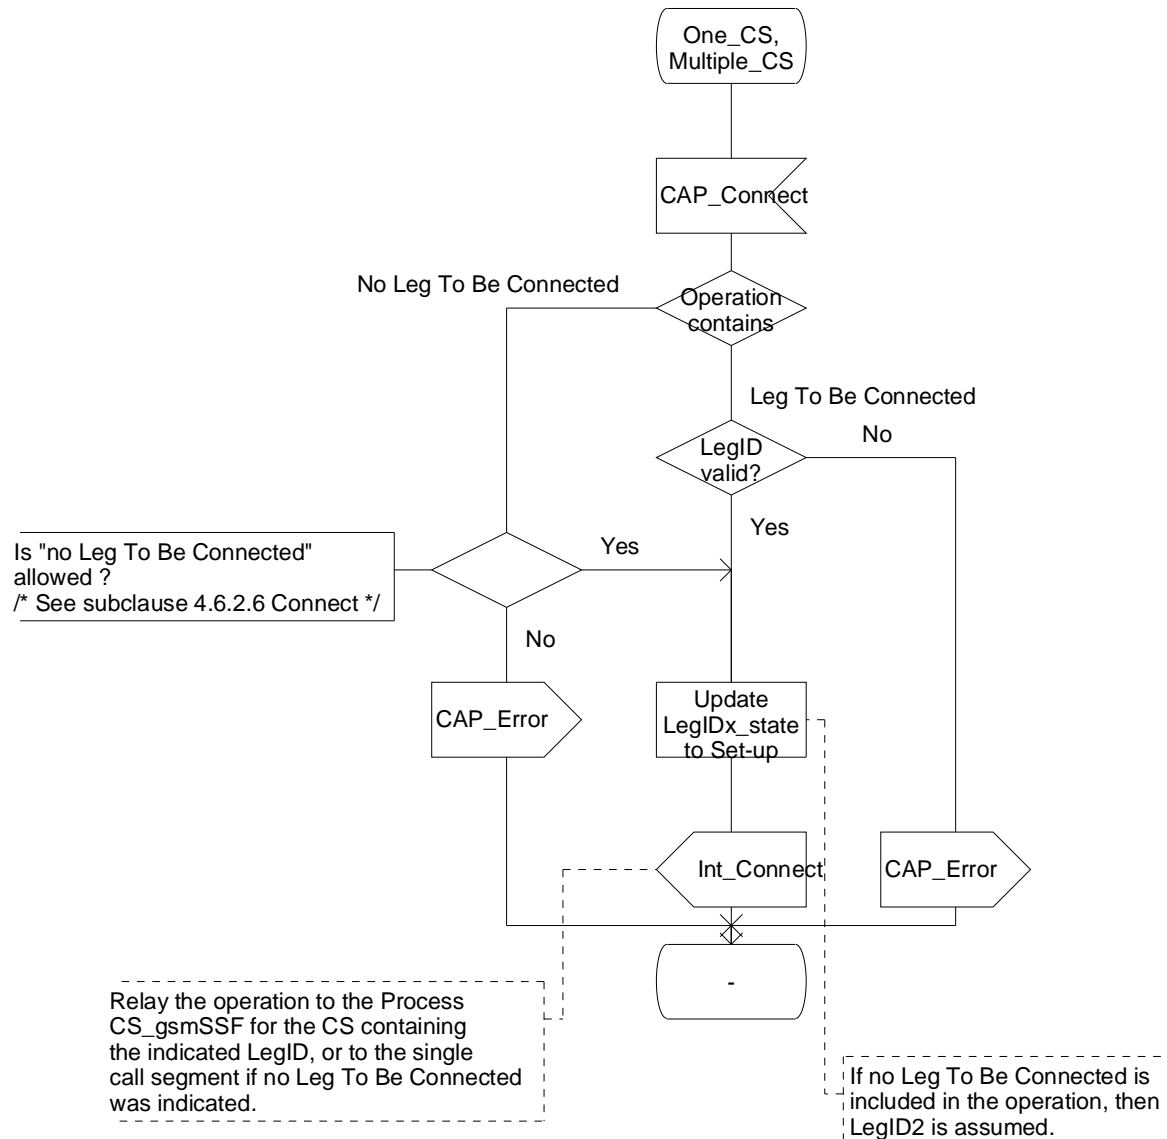 One_CS,
Multiple_CS
CAP_Connect
No Leg To Be Connected
Operation
contains
Leg To Be Connected
No
LegID
valid?
Yes
Is "no Leg To Be Connected"
allowed ?
/* See subclause 4.6.2.6 Connect */
Yes
No
CAP_Error
Update
LegIDx_state
to Set-up
Int_Connect
CAP_Error
-
Relay the operation to the Process
CS_gsmSSF for the CS containing
the indicated LegID, or to the single
call segment if no Leg To Be Connected
was indicated.
If no Leg To Be Connected is
included in the operation, then
LegID2 is assumed.